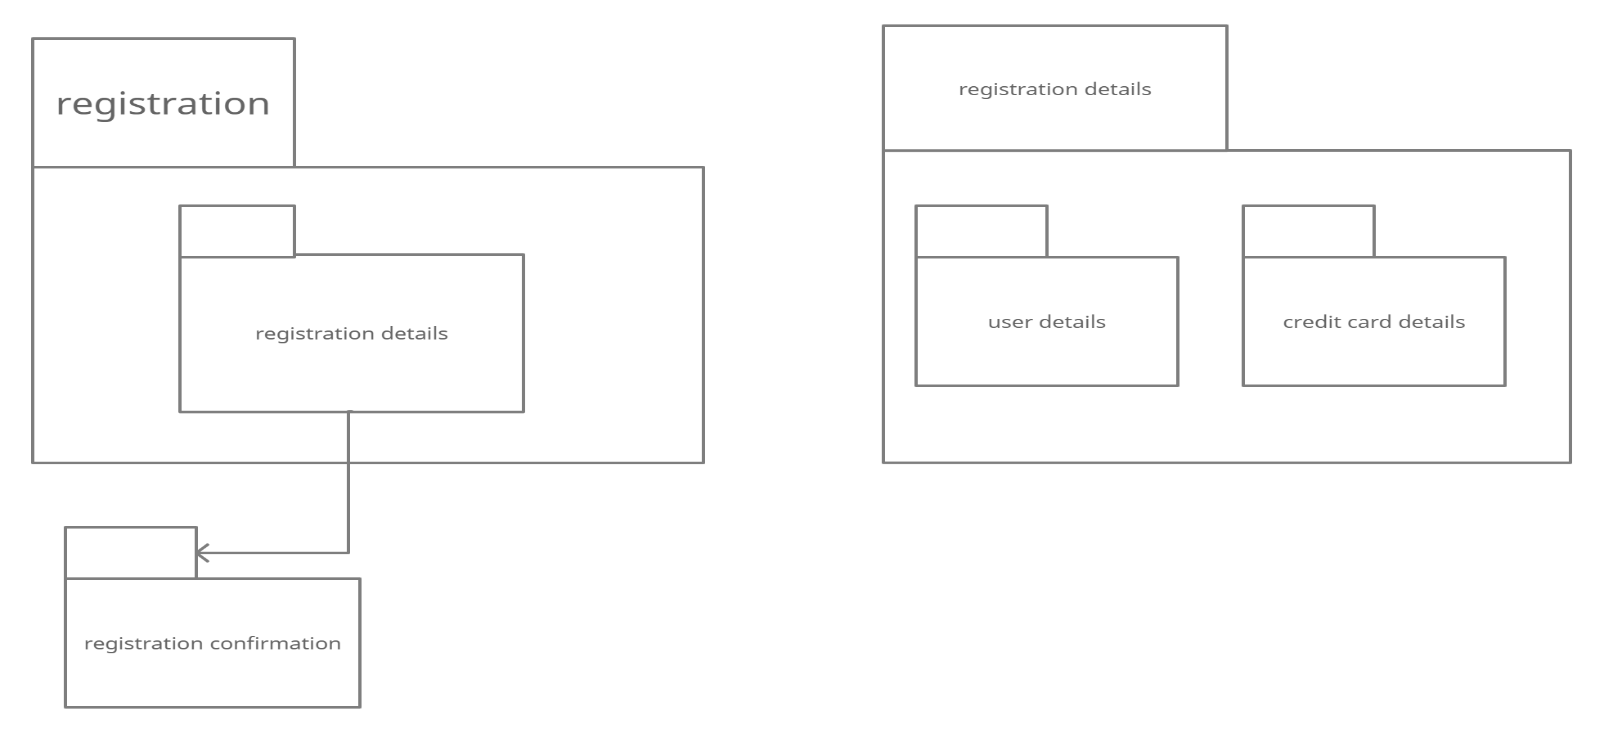 registration
registration details
registration confirmation
registration details
user details
credit card details